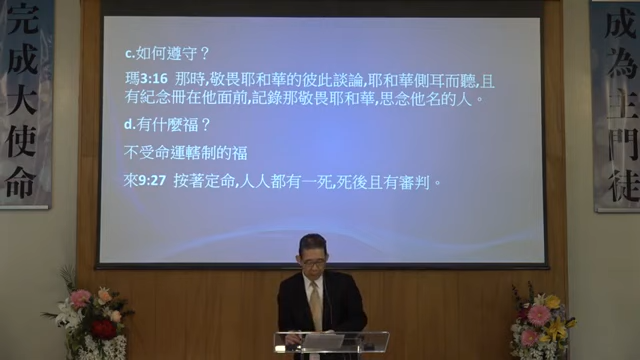 完成大使命
c.如何遵守？
瑪3:16 那時,敬畏耶和華的彼此談論,耶和華側耳而聽,且
有紀念冊在他面前,記錄那敬畏耶和華,思念他名的人。
d.有什麼福？
不受命運轄制的福
來9:27 按著定命,人人都有一死,死後且有審判。
成為主門徒